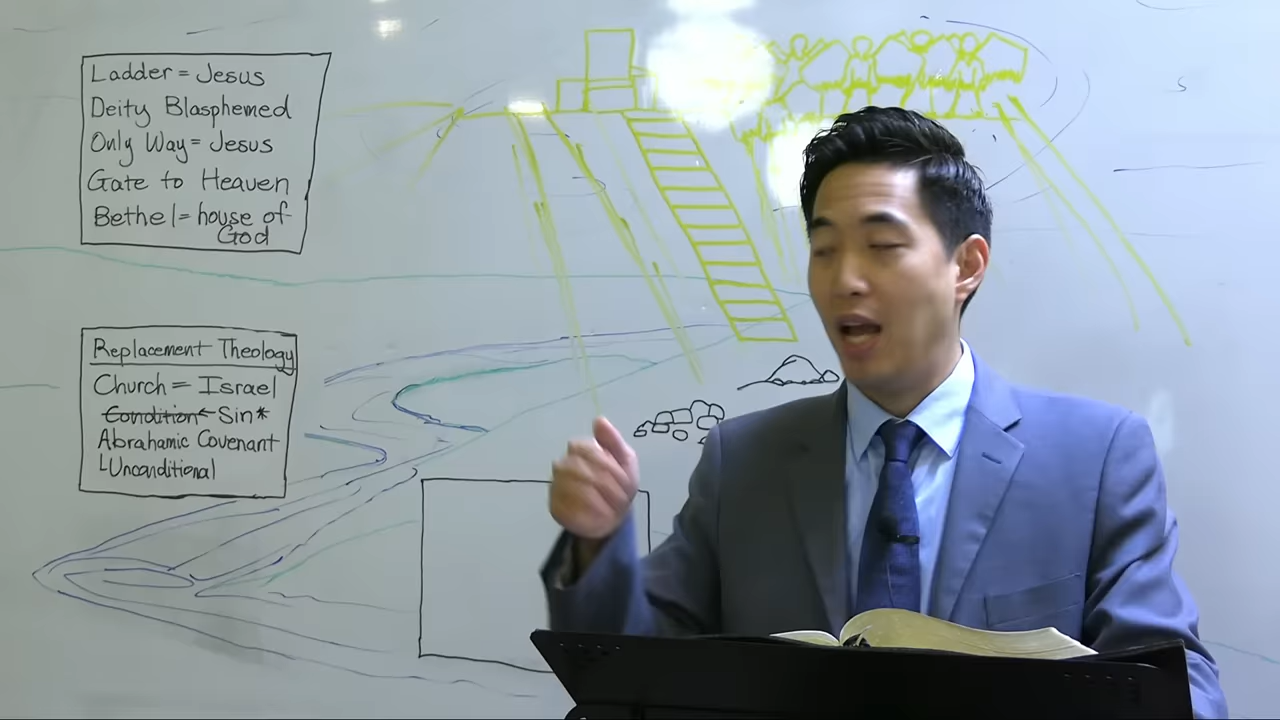 Ladder = Jesus
Deity Blasphemed
Only Way = Jesus
Gate to Heaven
Bethel = house of
God
Replacement Theology
Church = Israel
Condition ← Sin*
Abrahamic Covenant
Unconditional